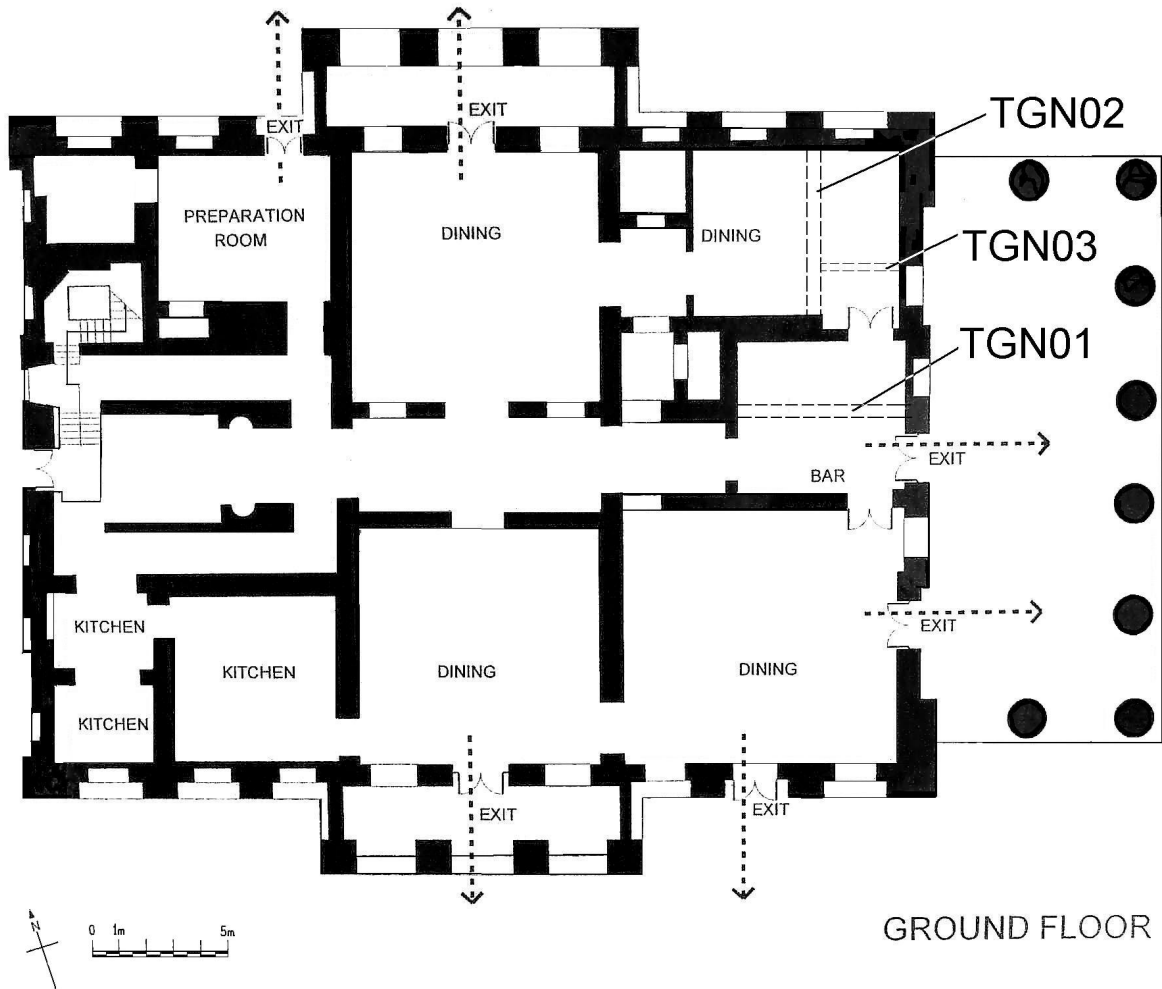 TGN02
EXIT
EXIT
PREPARATION
ROOM
DINING
DINING
TGN03
TGN01
BAR
EXIT
EXIT
KITCHEN
KITCHEN
KITCHEN
DINING
DINING
EXIT
EXIT
N
0 1m 5m
GROUND FLOOR